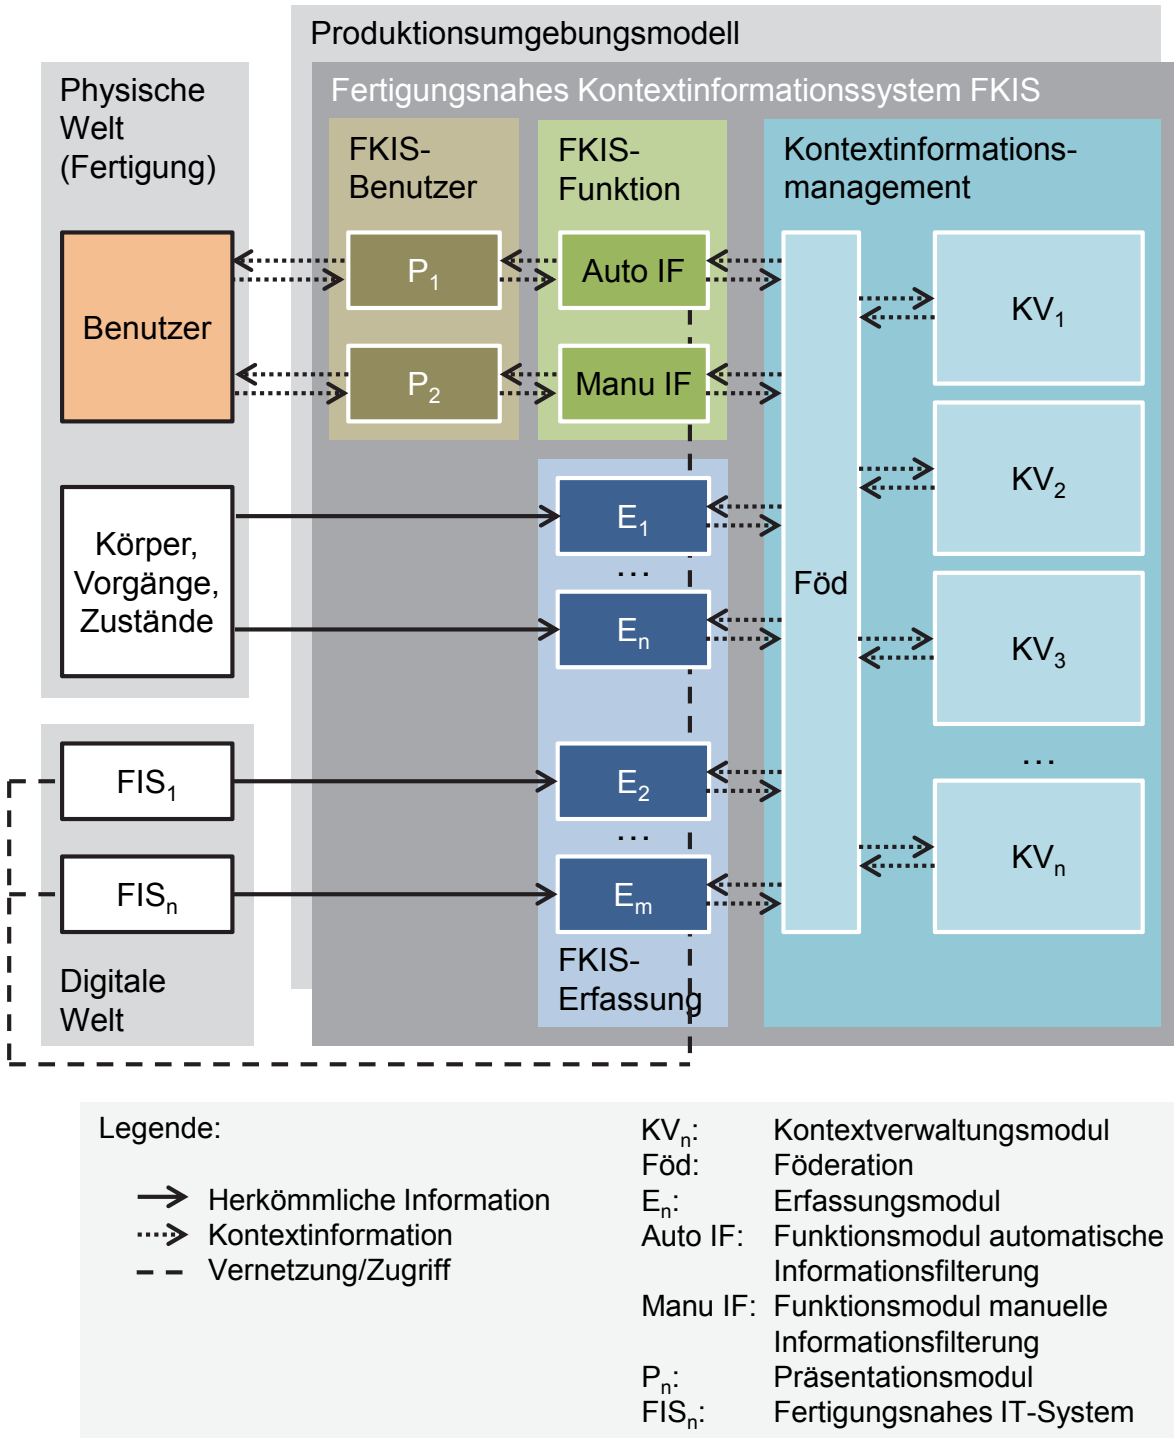 Produktionsumgebungsmodell
Physische
Welt
(Fertigung)
Fertigungsnahes Kontextinformationssystem FKIS
FKIS-
Benutzer
FKIS-
Funktion
Kontextinformations-
management
Benutzer
P1
P2
Auto IF
Manu IF
Körper,
Vorgänge,
Zustände
E1
...
En
E2
...
Em
FKIS-
Erfassung
Föd
KV1
KV2
KV3
...
KVn
FIS1
FISn
Digitale
Welt
Legende:
Herkömmliche Information
Kontextinformation
Vernetzung/Zugriff
KVn: Kontextverwaltungsmodul
Föd: Föderation
En: Erfassungsmodul
Auto IF: Funktionsmodul automatische
Informationsfilterung
Manu IF: Funktionsmodul manuelle
Informationsfilterung
Pn: Präsentationsmodul
FISn: Fertigungsnahes IT-System